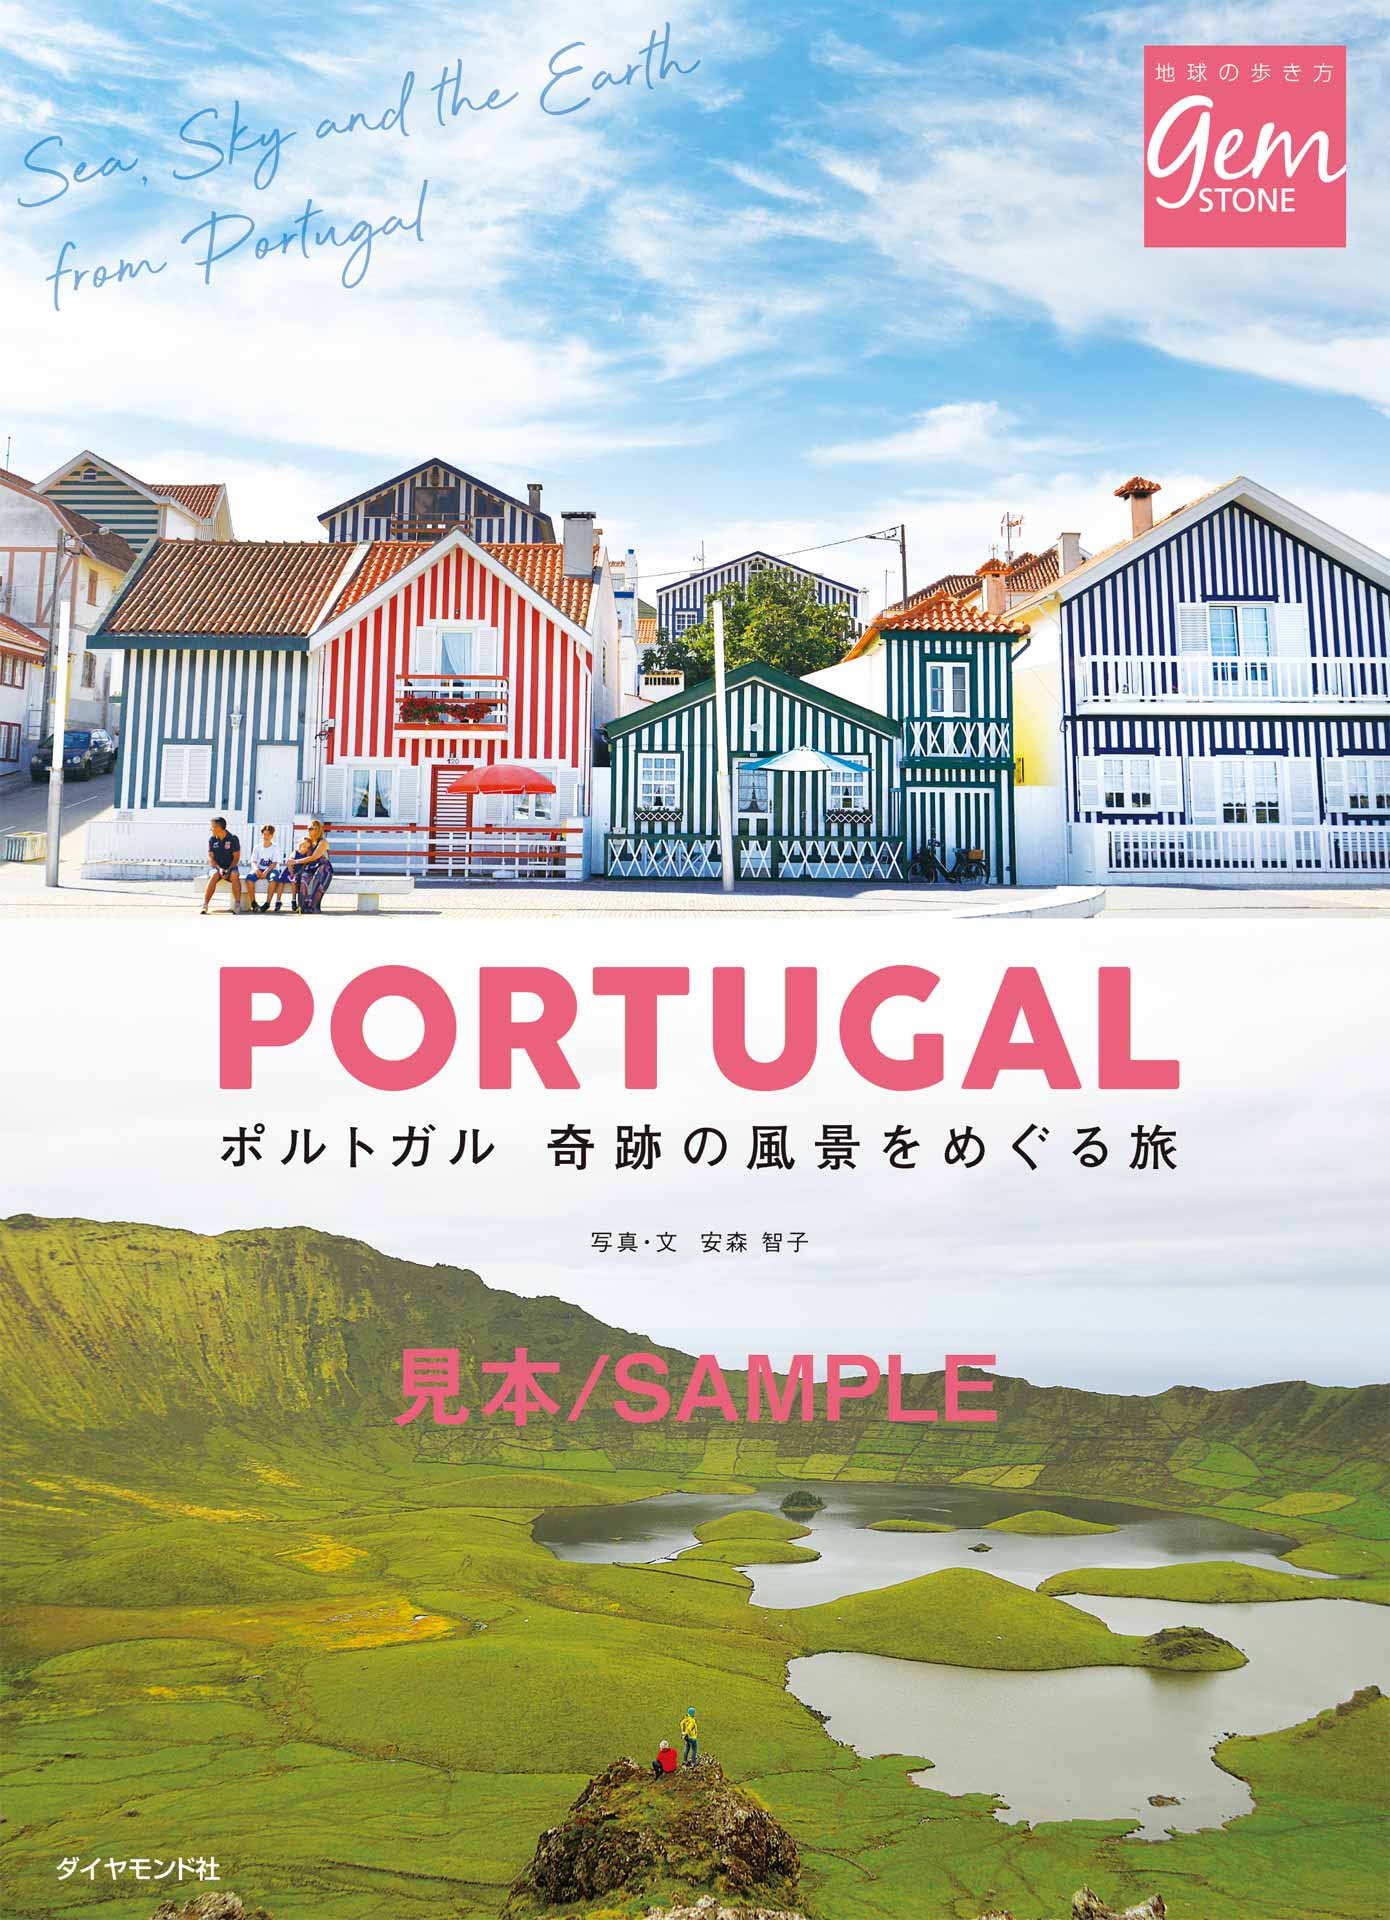 Sea, Sky and the Earth
from Portugal
地球の歩き方
gem
STONE
120
PORTUGAL
ポルトガル 奇跡の風景をめぐる旅
写真・文 安森 智子
見本/SAMPLE
ダイヤモンド社